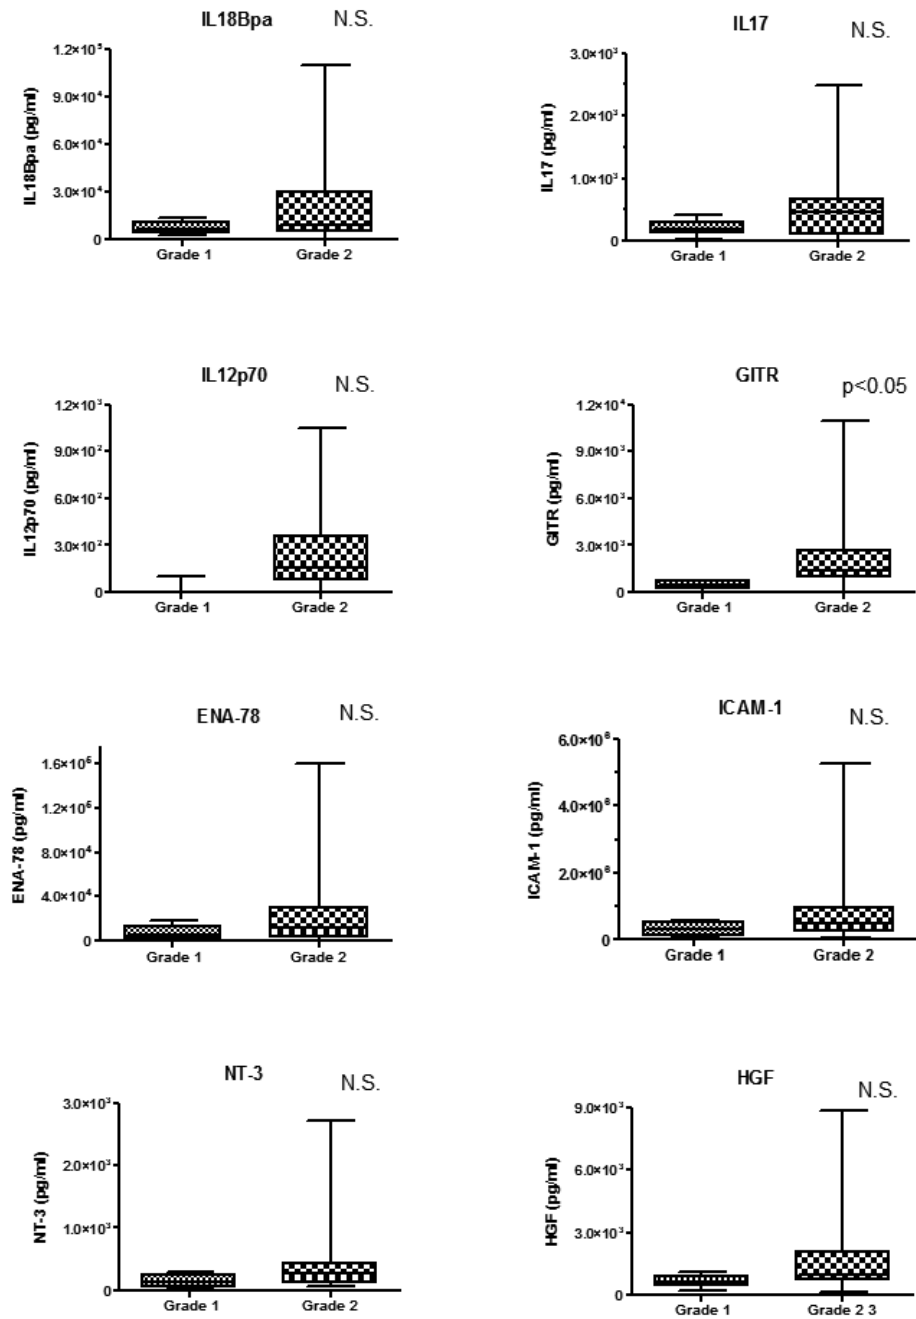 IL18Bpa
N.S.
1.2×10⁵
9.0×10⁴
6.0×10⁴
3.0×10⁴
0
IL18Bpa (pg/ml)
Grade 1
Grade 2
IL17
N.S.
3.0×10³
2.0×10³
1.0×10³
0
IL17 (pg/ml)
Grade 1
Grade 2
IL12p70
N.S.
1.2×10³
9.0×10²
6.0×10²
3.0×10²
0
IL12p70 (pg/ml)
Grade 1
Grade 2
GITR
p<0.05
1.2×10⁴
9.0×10³
6.0×10³
3.0×10³
0
GITR (pg/ml)
Grade 1
Grade 2
ENA-78
N.S.
1.6×10⁵
1.2×10⁵
8.0×10⁴
4.0×10⁴
0
ENA-78 (pg/ml)
Grade 1
Grade 2
ICAM-1
N.S.
6.0×10⁶
4.0×10⁶
2.0×10⁶
0
ICAM-1 (pg/ml)
Grade 1
Grade 2
NT-3
N.S.
3.0×10³
2.0×10³
1.0×10³
0
NT-3 (pg/ml)
Grade 1
Grade 2
HGF
N.S.
9.0×10³
6.0×10³
3.0×10³
0
HGF (pg/ml)
Grade 1
Grade 2 3